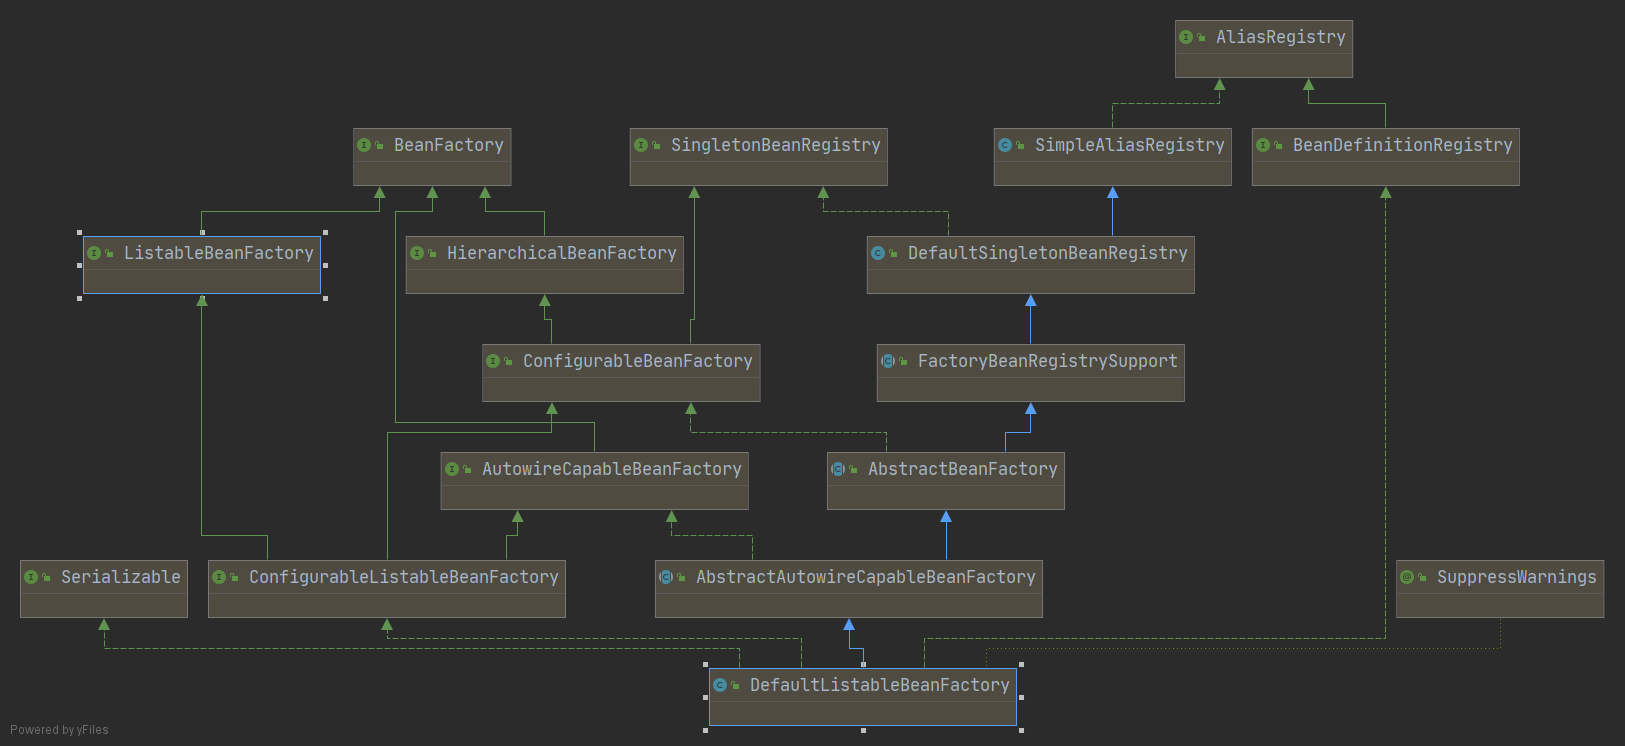 AliasRegistry
BeanFactory
SingletonBeanRegistry
SimpleAliasRegistry
BeanDefinitionRegistry
ListableBeanFactory
HierarchicalBeanFactory
DefaultSingletonBeanRegistry
ConfigurableBeanFactory
FactoryBeanRegistrySupport
AutowireCapableBeanFactory
AbstractBeanFactory
Serializable
ConfigurableListableBeanFactory
AbstractAutowireCapableBeanFactory
SuppressWarnings
DefaultListableBeanFactory
Powered by yFiles